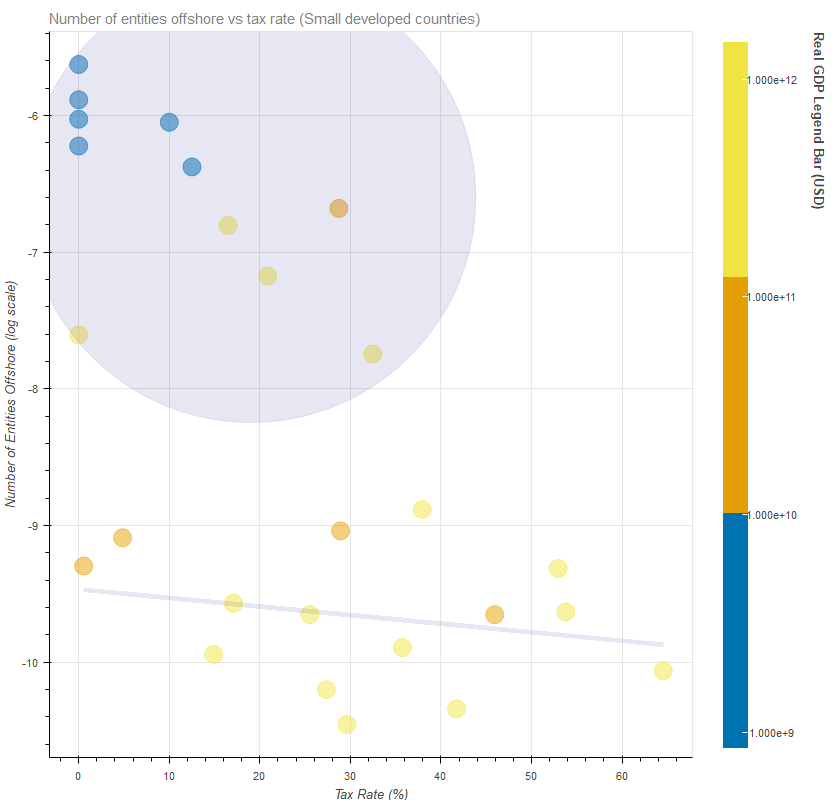 Number of entities offshore vs tax rate (Small developed countries)
Number of Entities Offshore (log scale)
-6
-7
-8
-9
-10
0
10
20
30
40
50
60
Tax Rate (%)
1.000e+12
1.000e+11
1.000e+10
1.000e+9
Real GDP Legend Bar (USD)